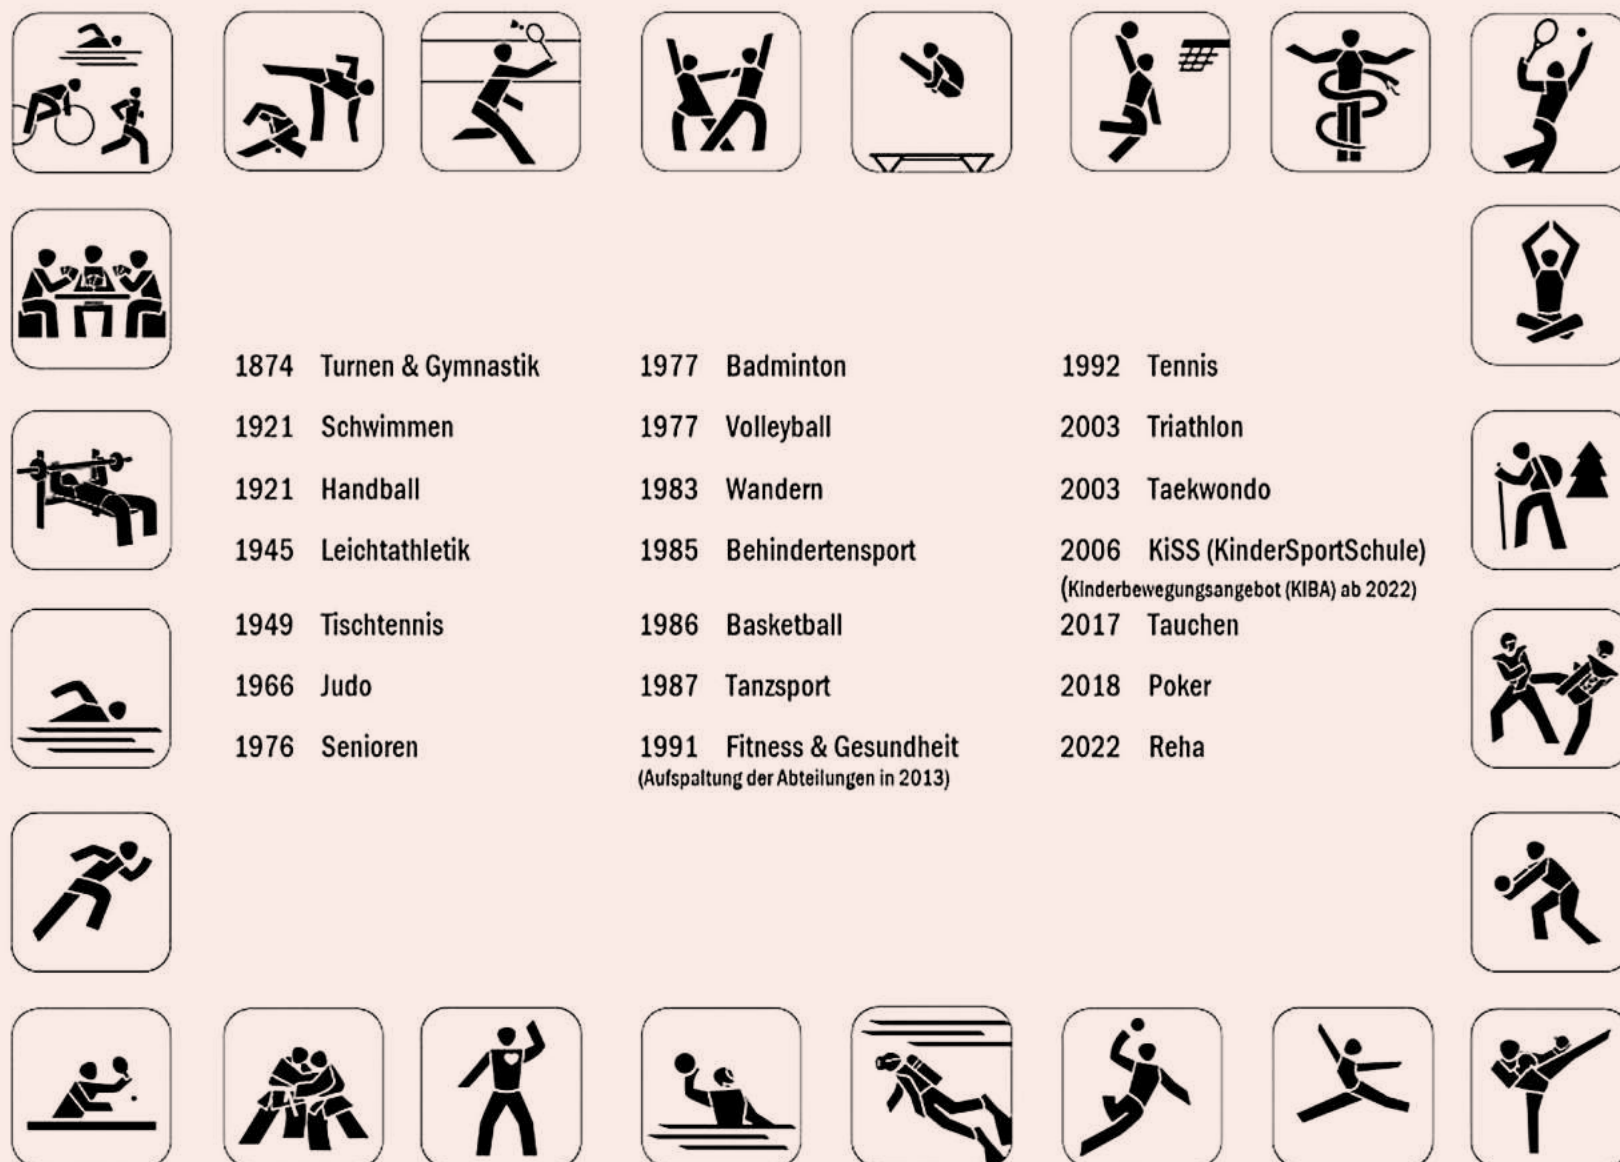 1874 Turnen & Gymnastik
1921 Schwimmen
1921 Handball
1945 Leichtathletik
1949 Tischtennis
1966 Judo
1976 Senioren
1977 Badminton
1977 Volleyball
1983 Wandern
1985 Behindertensport
1986 Basketball
1987 Tanzsport
1991 Fitness & Gesundheit
(Aufspaltung der Abteilungen in 2013)
1992 Tennis
2003 Triathlon
2003 Taekwondo
2006 KiSS (KinderSportSchule)
(Kinderbewegungsangebot (KIBA) ab 2022)
2017 Tauchen
2018 Poker
2022 Reha